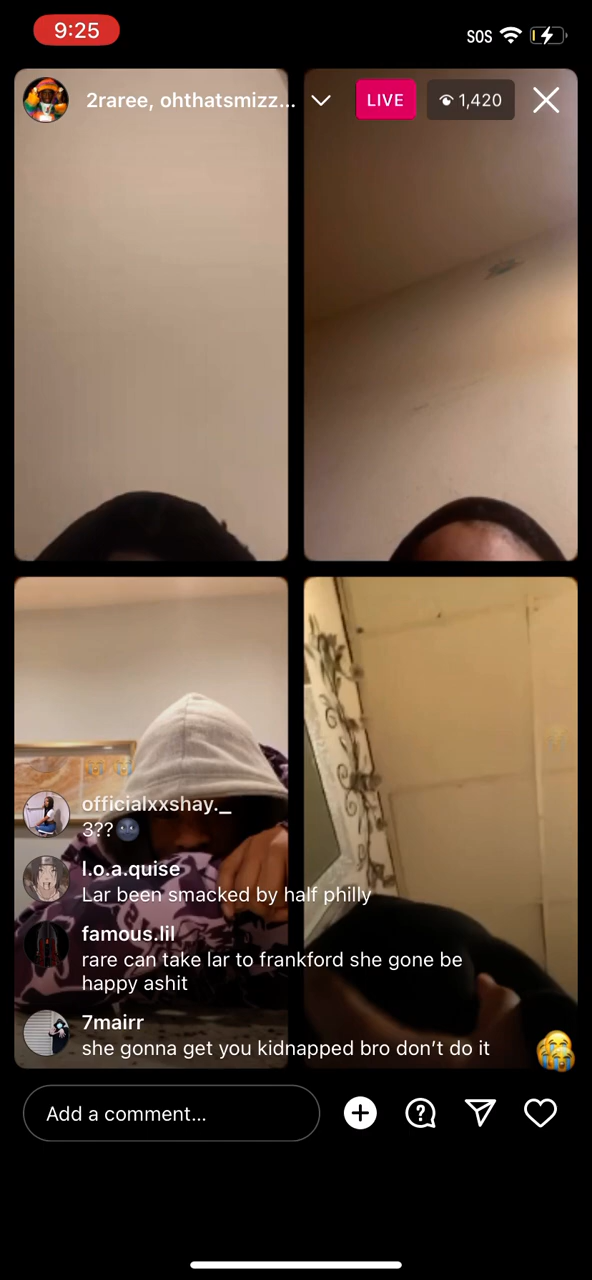 9:25
SOS
2raree, ohthatsmizz...
LIVE
1,420
officialxxshay._
3??🌚
l.o.a.quise
Lar been smacked by half philly
famous.lil
rare can take lar to frankford she gone be
happy ashit
7mairr
she gonna get you kidnapped bro don’t do it
Add a comment...